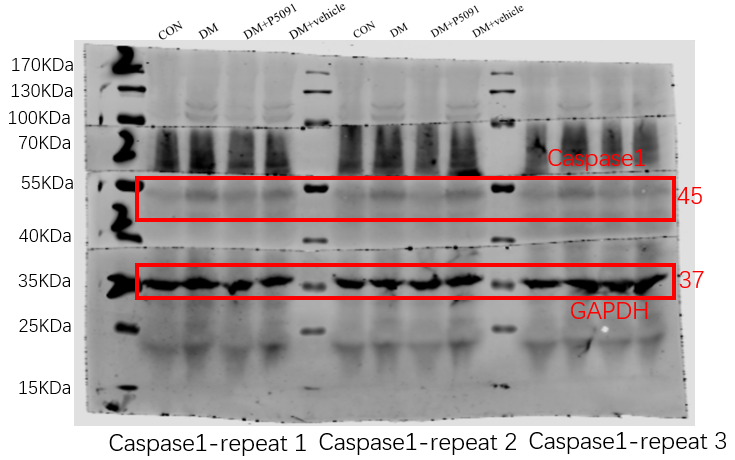 CON DM DM+P5091 DM+vehicle CON DM DM+P5091 DM+vehicle
170KDa
130KDa
100KDa
70KDa
Caspase1
55KDa
45
40KDa
35KDa
37
GAPDH
25KDa
15KDa
Caspase1-repeat 1 Caspase1-repeat 2 Caspase1-repeat 3